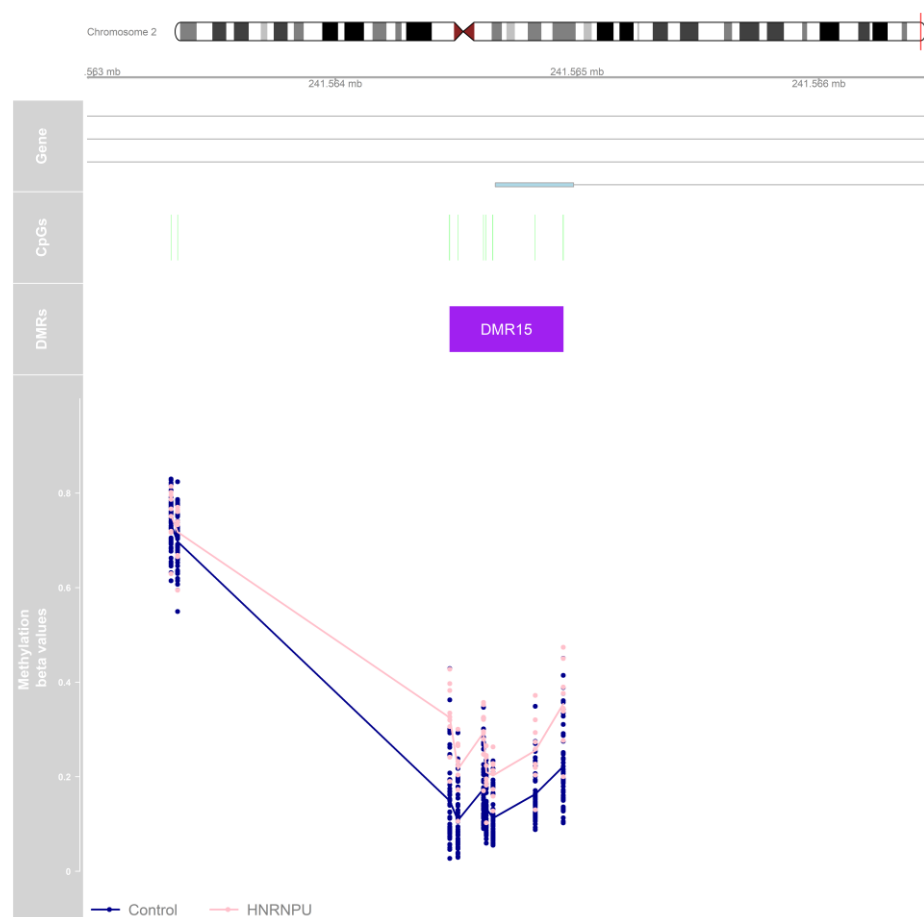 Chromosome 2
.563 mb
241.565 mb
241.564 mb
241.566 mb
Gene
CpGs
DMRs
DMR15
Methylation
beta values
0.8
0.6
0.4
0.2
0
Control
HNRNPU